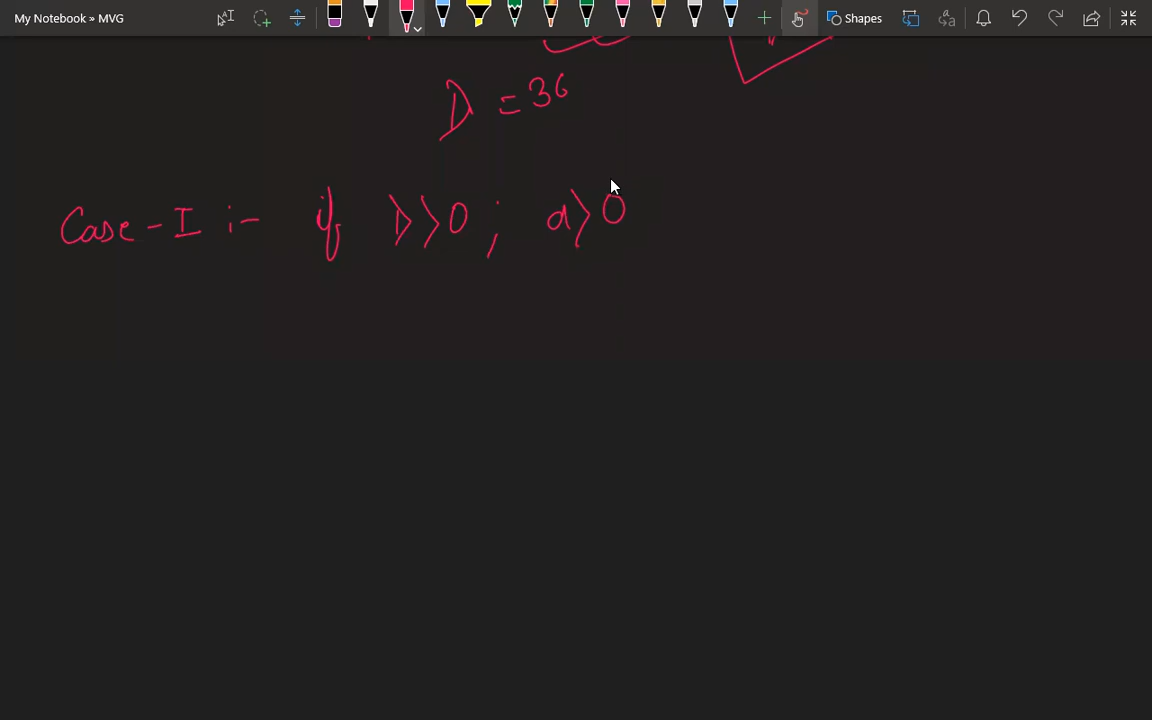 My Notebook » MVG
Shapes
D = 36
Case - I :- if D>0 ; a>0